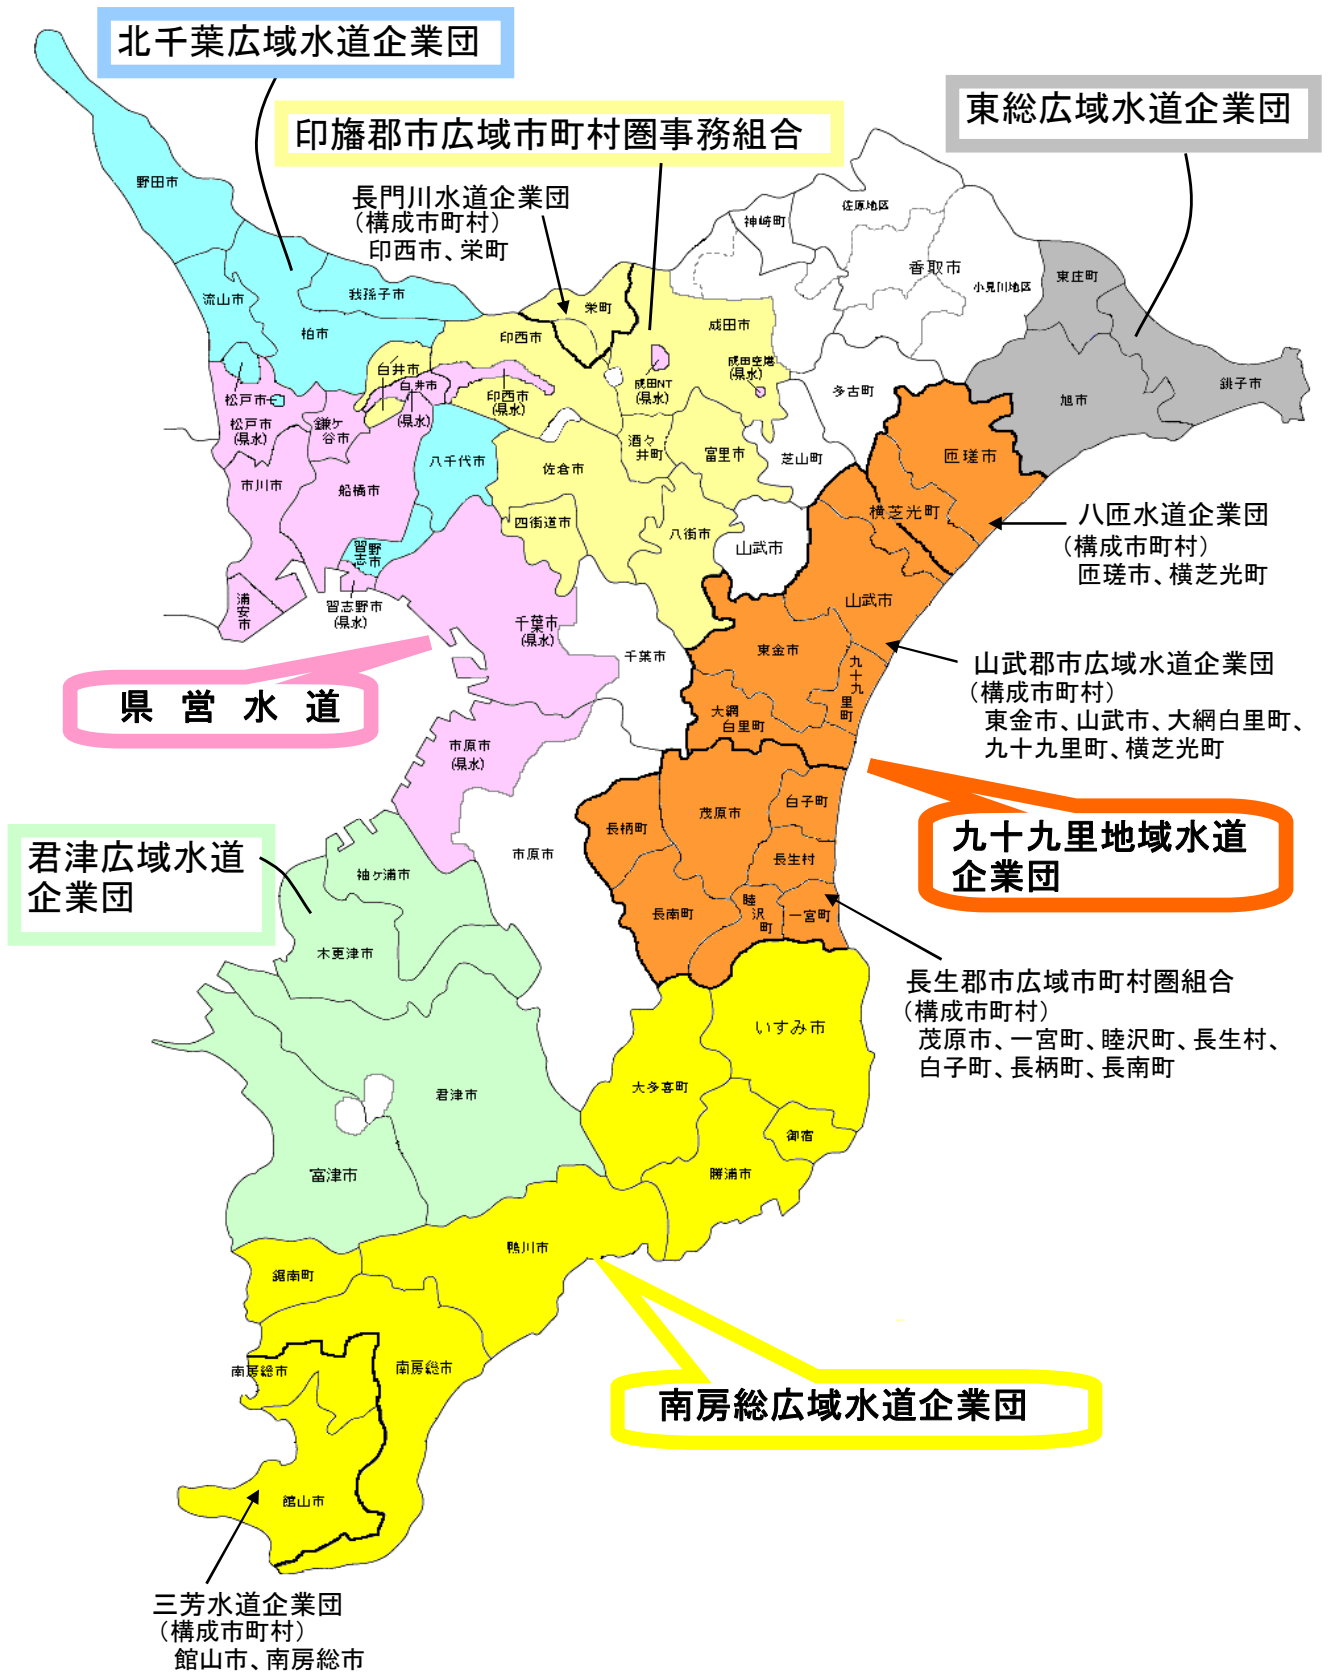 北千葉広域水道企業団
印旛郡市広域市町村圏事務組合
東総広域水道企業団
長門川水道企業団
（構成市町村）
印西市、栄町
野田市
流山市
我孫子市
柏市
松戸市
松戸市
(県水)
鎌ケ
谷市
白井市
白井市
(県水)
印西市
印西市
(県水)
栄町
成田市
成田NT
(県水)
成田空港
(県水)
神崎町
佐原地区
香取市
小見川地区
東庄町
旭市
銚子市
多古町
匝瑳市
芝山町
横芝光町
市川市
船橋市
八千代市
佐倉市
酒々
井町
富里市
四街道市
八街市
山武市
習野
志市
習志野市
(県水)
浦
安
市
千葉市
(県水)
千葉市
山武市
東金市
九
十
九
里
町
大網
白里町
八匝水道企業団
（構成市町村）
匝瑳市、横芝光町
山武郡市広域水道企業団
（構成市町村）
東金市、山武市、大網白里町、
九十九里町、横芝光町
県営水道
市原市
(県水)
市原市
九十九里地域水道
企業団
茂原市
白子町
長柄町
長生村
長南町
睦
沢
町
一宮町
君津広域水道
企業団
袖ヶ浦市
木更津市
君津市
富津市
長生郡市広域市町村圏組合
（構成市町村）
茂原市、一宮町、睦沢町、長生村、
白子町、長柄町、長南町
いすみ市
大多喜町
御宿
勝浦市
鴨川市
鋸南町
南房総市
南房総市
館山市
南房総広域水道企業団
三芳水道企業団
（構成市町村）
館山市、南房総市